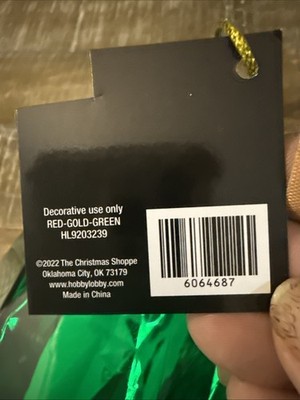 Decorative use only
RED-GOLD-GREEN
HL9203239
©2022 The Christmas Shoppe
Oklahoma City, OK 73179
www.hobbylobby.com
Made in China
6064687